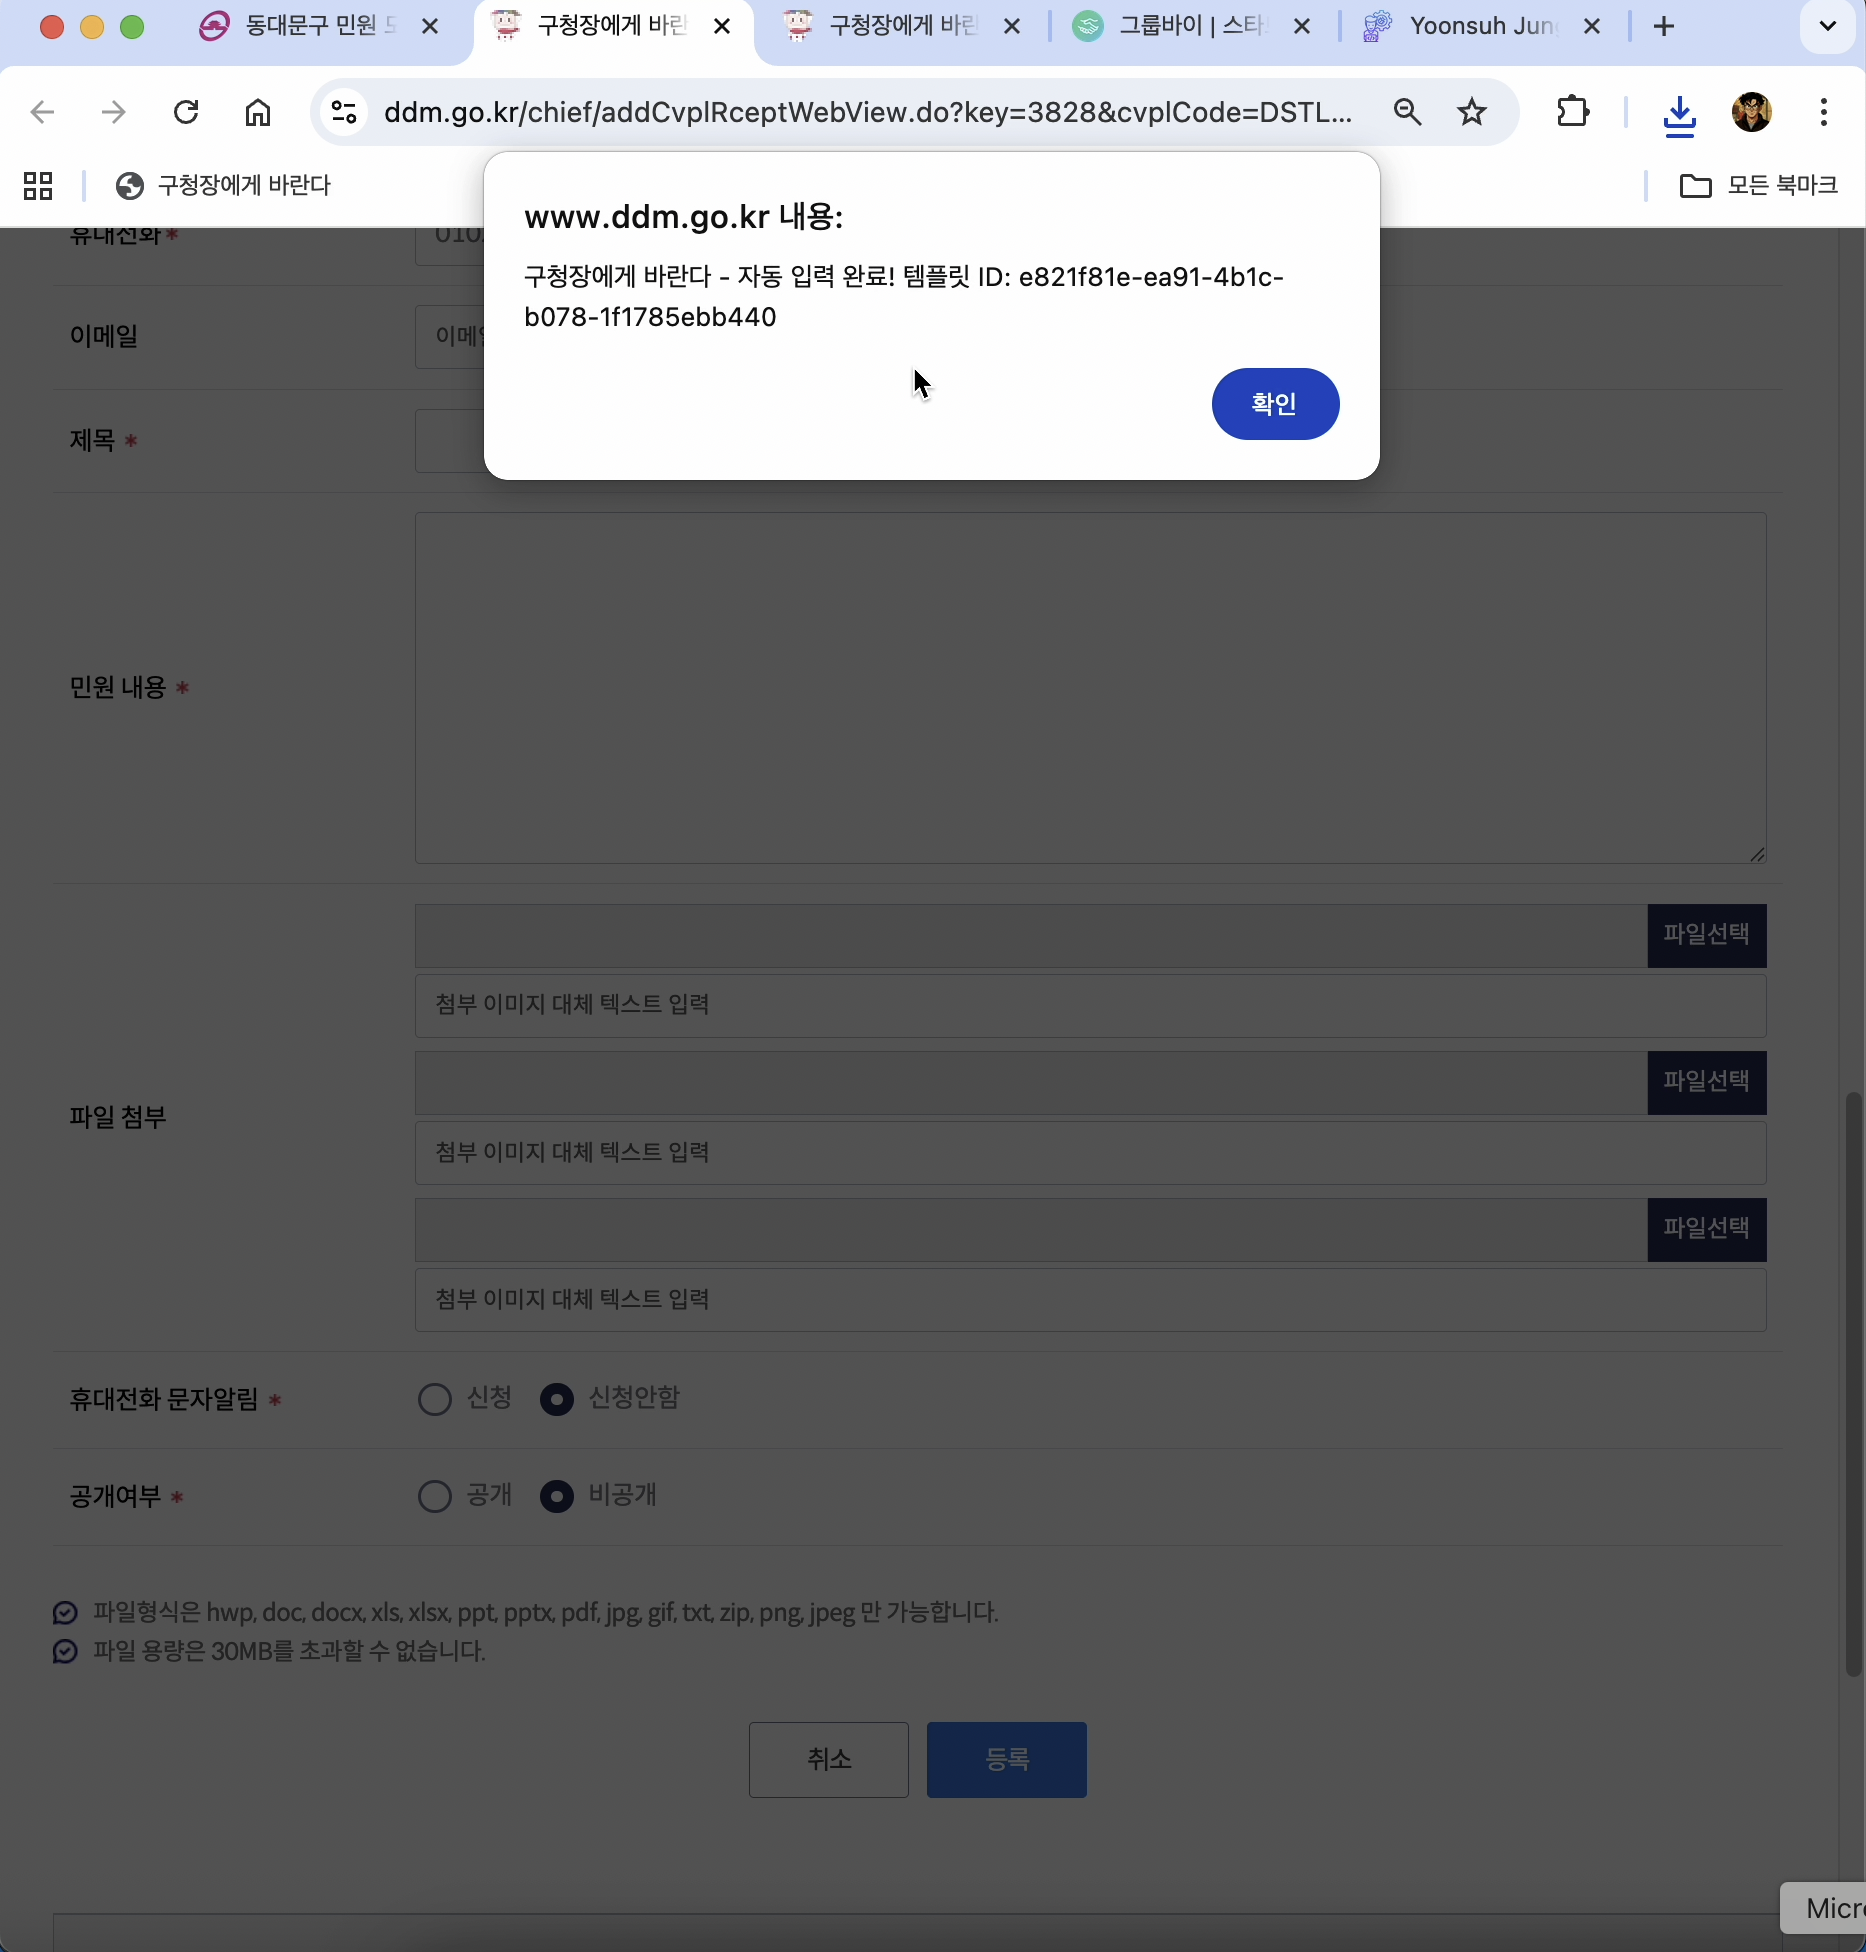 동대문구 민원
구청장에게 바란
구청장에게 바란
그룹바이 | 스타
Yoonsuh Jun
ddm.go.kr/chief/addCvplRceptWebView.do?key=3828&cvplCode=DSTL...
구청장에게 바란다
모든 북마크
www.ddm.go.kr 내용:
구청장에게 바란다 - 자동 입력 완료! 템플릿 ID: e821f81e-ea91-4b1c-
b078-1f1785ebb440
확인
휴대전화*
010
이메일
이메
제목 *
민원 내용 *
파일선택
첨부 이미지 대체 텍스트 입력
파일 첨부
파일선택
첨부 이미지 대체 텍스트 입력
파일선택
첨부 이미지 대체 텍스트 입력
휴대전화 문자알림 *
신청 신청안함
공개여부 *
공개 비공개
파일형식은 hwp, doc, docx, xls, xlsx, ppt, pptx, pdf, jpg, gif, txt, zip, png, jpeg 만 가능합니다.
파일 용량은 30MB를 초과할 수 없습니다.
취소
등록
Micr